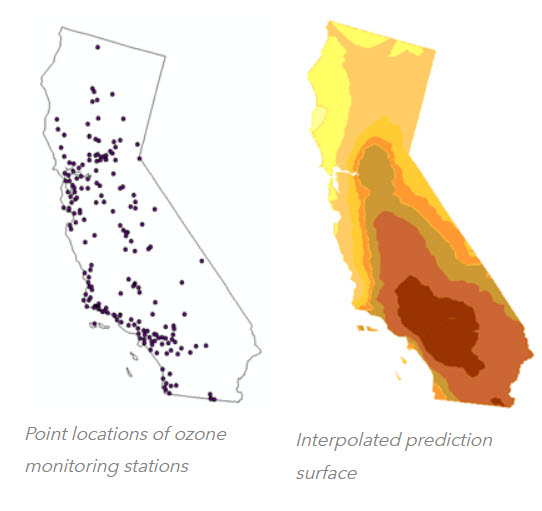 Point locations of ozone
monitoring stations
Interpolated prediction
surface